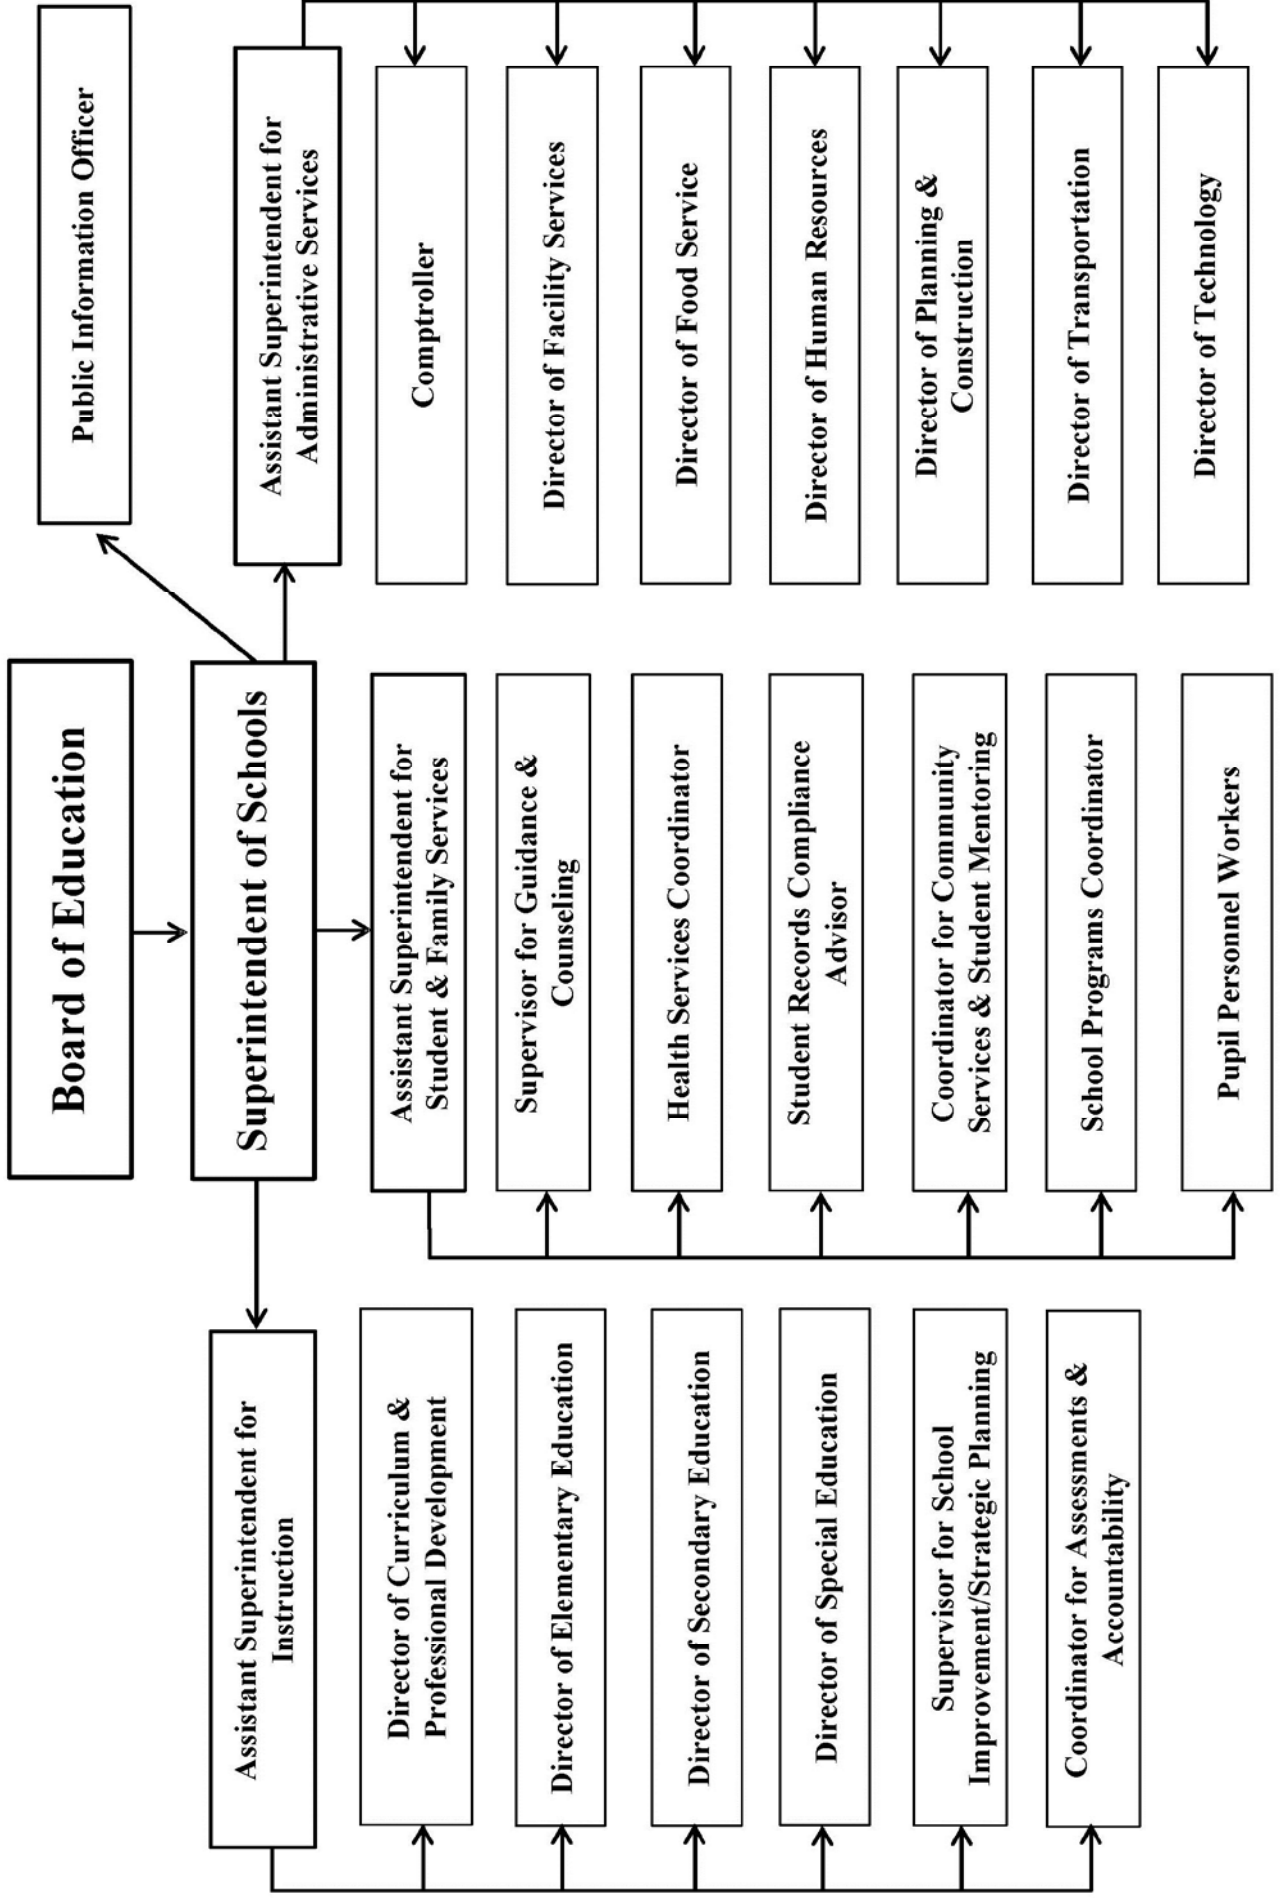 Board of Education
Public Information Officer
Superintendent of Schools
Assistant Superintendent for
Instruction
Director of Curriculum &
Professional Development
Director of Elementary Education
Director of Secondary Education
Director of Special Education
Supervisor for School
Improvement/Strategic Planning
Coordinator for Assessments &
Accountability
Assistant Superintendent for
Student & Family Services
Supervisor for Guidance &
Counseling
Health Services Coordinator
Student Records Compliance
Advisor
Coordinator for Community
Services & Student Mentoring
School Programs Coordinator
Pupil Personnel Workers
Assistant Superintendent for
Administrative Services
Comptroller
Director of Facility Services
Director of Food Service
Director of Human Resources
Director of Planning &
Construction
Director of Transportation
Director of Technology